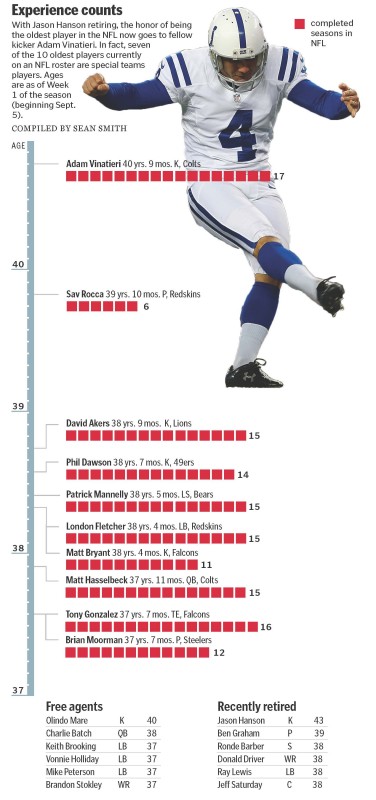 Experience counts
With Jason Hanson retiring, the honor of being
the oldest player in the NFL now goes to fellow
kicker Adam Vinatieri. In fact, seven
of the 10 oldest players currently
on an NFL roster are special teams
players. Ages
are as of Week
1 of the season
(beginning Sept.
5).
COMPILED BY SEAN SMITH
completed
seasons in
NFL
4
AGE
Adam Vinatieri 40 yrs. 9 mos. K, Colts
17
40
Sav Rocca 39 yrs. 10 mos. P, Redskins
6
39
David Akers 38 yrs. 9 mos. K, Lions
15
Phil Dawson 38 yrs. 7 mos. K, 49ers
14
Patrick Mannelly 38 yrs. 5 mos. LS, Bears
15
London Fletcher 38 yrs. 4 mos. LB, Redskins
15
38
Matt Bryant 38 yrs. 4 mos. K, Falcons
11
Matt Hasselbeck 37 yrs. 11 mos. QB, Colts
15
Tony Gonzalez 37 yrs. 7 mos. TE, Falcons
16
Brian Moorman 37 yrs. 7 mos. P, Steelers
12
37
Free agents
Olindo Mare K 40
Charlie Batch QB 38
Keith Brooking LB 37
Vonnie Holliday LB 37
Mike Peterson LB 37
Brandon Stokley WR 37
Recently retired
Jason Hanson K 43
Ben Graham P 39
Ronde Barber S 38
Donald Driver WR 38
Ray Lewis LB 38
Jeff Saturday C 38